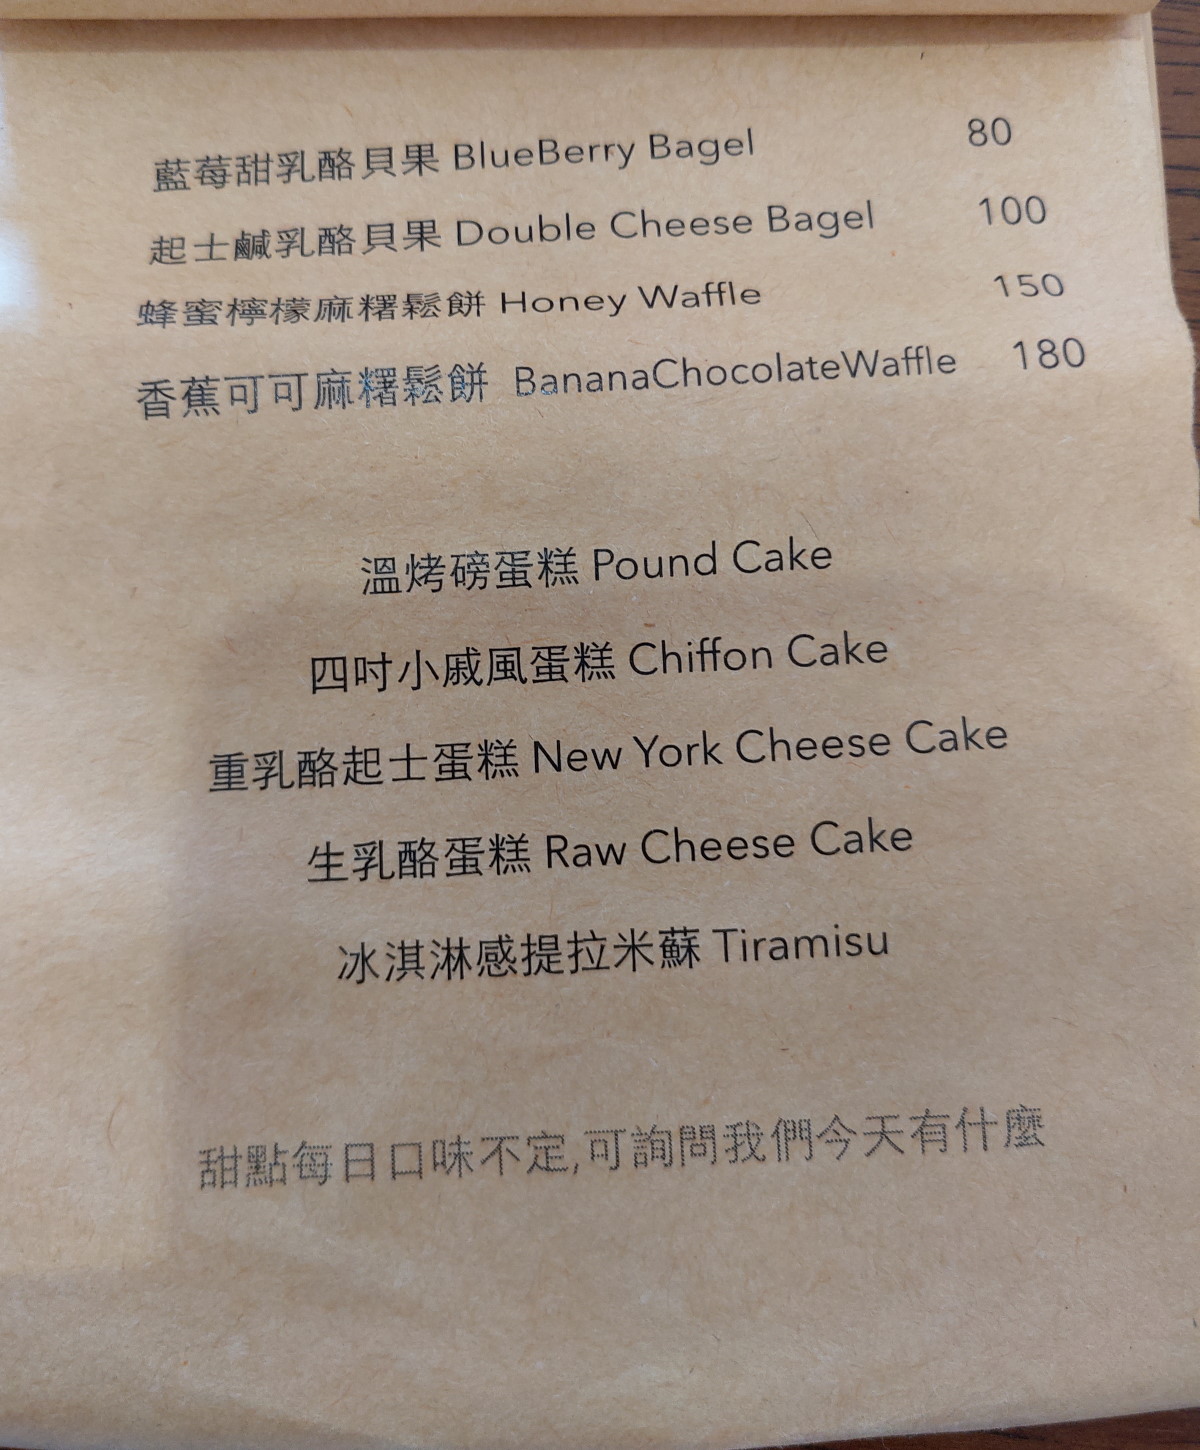 藍莓甜乳酪貝果 BlueBerry Bagel 80
起士鹹乳酪貝果 Double Cheese Bagel 100
蜂蜜檸檬麻糬鬆餅 Honey Waffle 150
香蕉可可麻糬鬆餅 BananaChocolateWaffle 180
溫烤磅蛋糕 Pound Cake
四吋小戚風蛋糕 Chiffon Cake
重乳酪起士蛋糕 New York Cheese Cake
生乳酪蛋糕 Raw Cheese Cake
冰淇淋感提拉米蘇 Tiramisu
甜點每日口味不定,可詢問我們今天有什麼